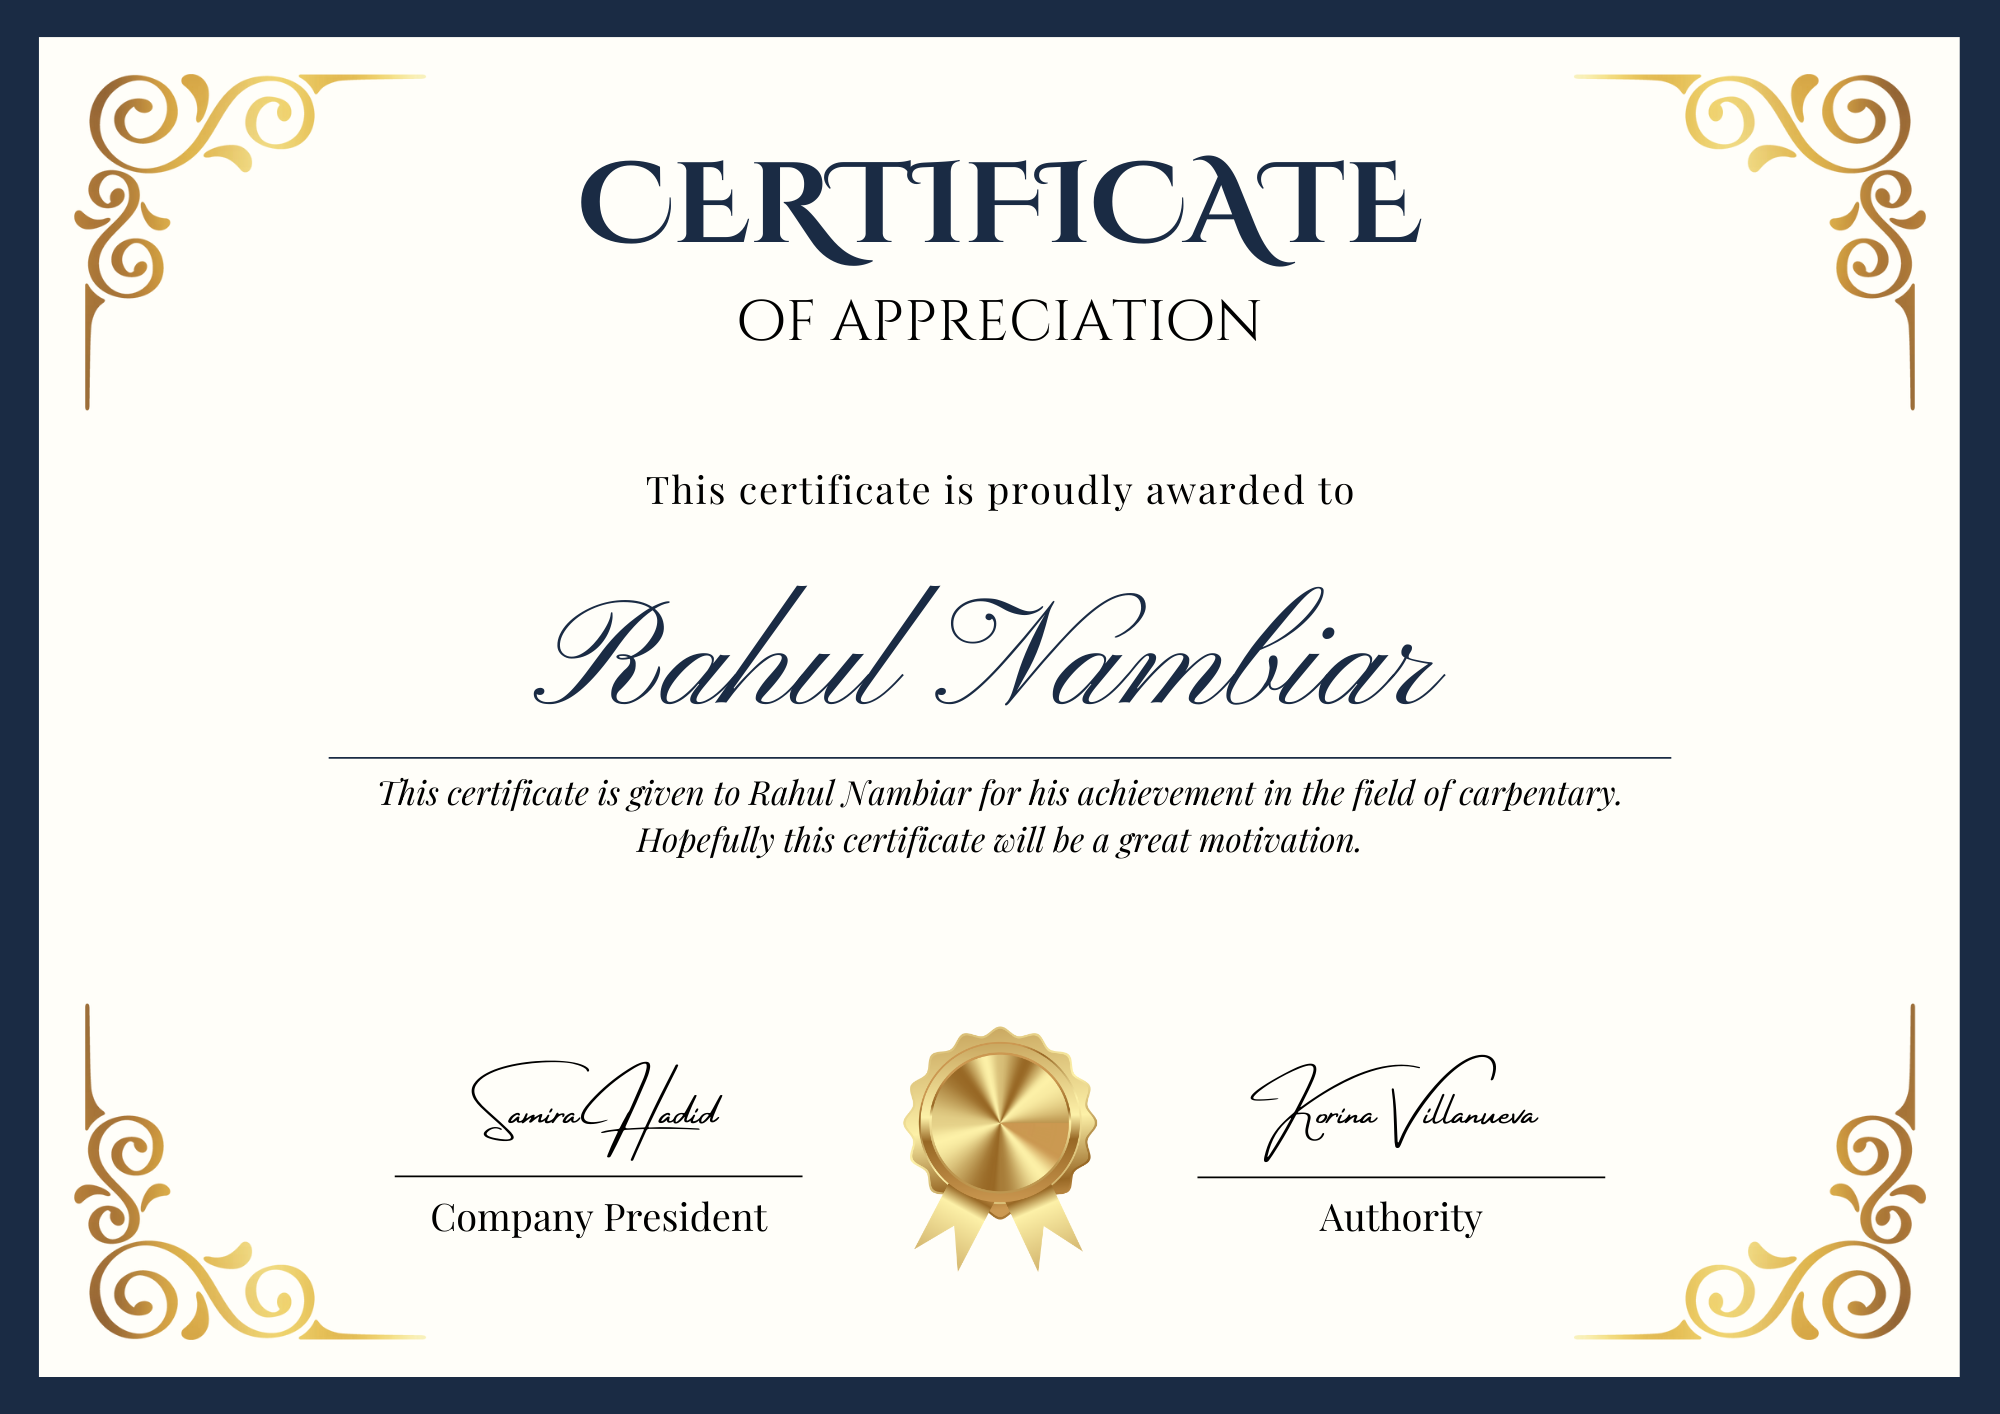 CERTIFICATE
OF APPRECIATION
This certificate is proudly awarded to
Rahul Nambiar
This certificate is given to Rahul Nambiar for his achievement in the field of carpentary.
Hopefully this certificate will be a great motivation.
Samira Hadid
Company President
Korina Villanueva
Authority